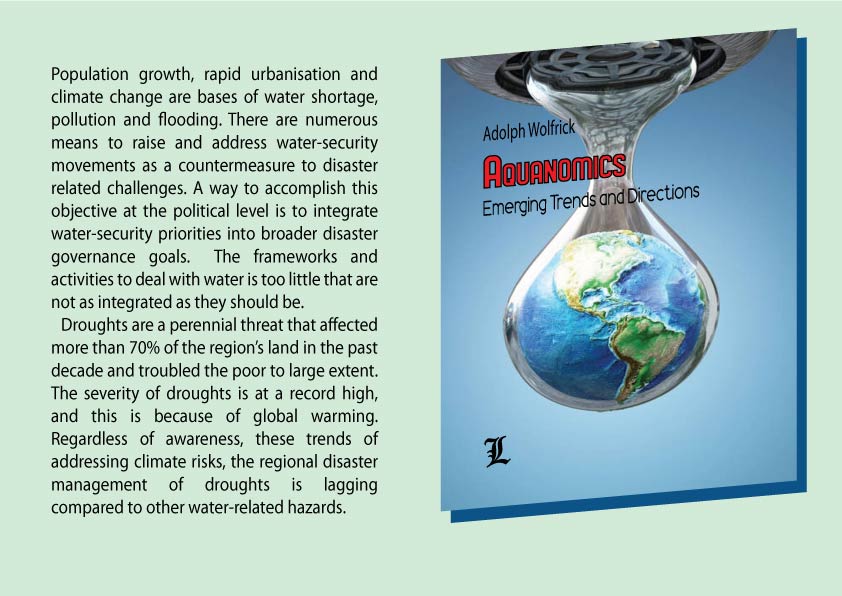 Population growth, rapid urbanisation and
climate change are bases of water shortage,
pollution and flooding. There are numerous
means to raise and address water-security
movements as a countermeasure to disaster
related challenges. A way to accomplish this
objective at the political level is to integrate
water-security priorities into broader disaster
governance goals. The frameworks and
activities to deal with water is too little that are
not as integrated as they should be.
Droughts are a perennial threat that affected
more than 70% of the region's land in the past
decade and troubled the poor to large extent.
The severity of droughts is at a record high,
and this is because of global warming.
Regardless of awareness, these trends of
addressing climate risks, the regional disaster
management of droughts is lagging
compared to other water-related hazards.
Adolph Wolfrick
AQUANOMICS
Emerging Trends and Directions
L